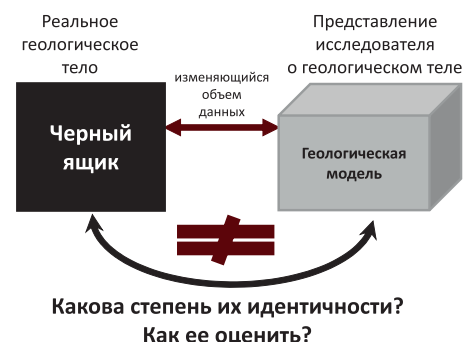 Реальное
геологическое
тело
Представление
исследователя
о геологическом теле
изменяющийся
объем
данных
Черный
ящик
Геологическая
модель
Какова степень их идентичности?
Как ее оценить?